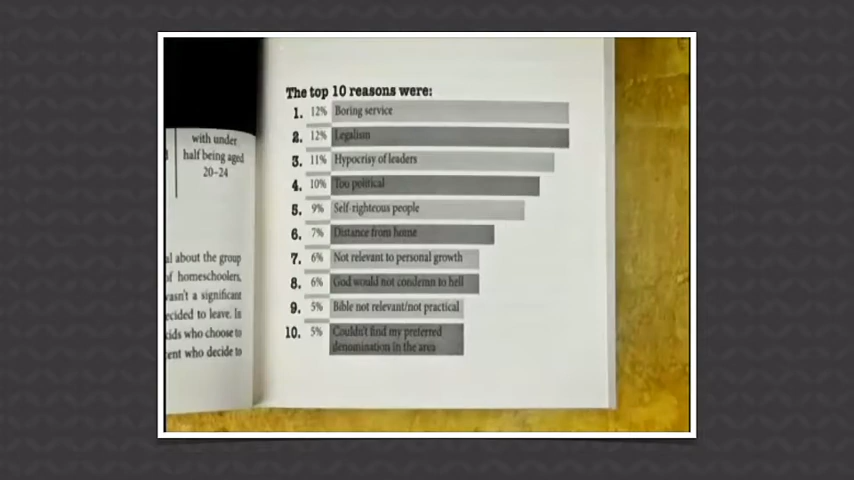 with under
half being aged
20–24
al about the group
of homeschoolers,
wasn't a significant
ecided to leave. In
kids who choose to
ent who decide to
The top 10 reasons were:
1. 12% Boring service
2. 12% Legalism
3. 11% Hypocrisy of leaders
4. 10% Too political
5. 9% Self-righteous people
6. 7% Distance from home
7. 6% Not relevant to personal growth
8. 6% God would not condemn to hell
9. 5% Bible not relevant/not practical
10. 5% Couldn't find my preferred
denomination in the area